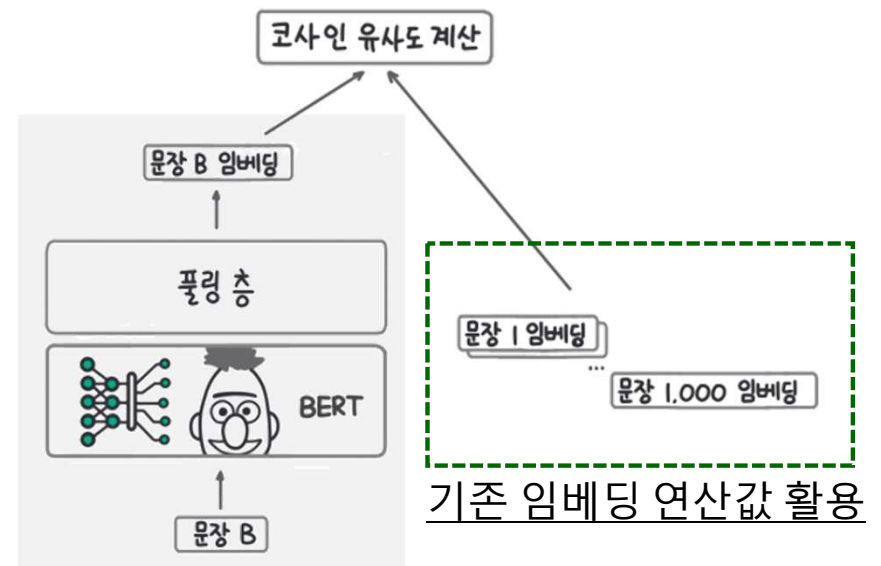 코사인 유사도 계산
문장 B 임베딩
풀링 층
BERT
문장 B
문장 1 임베딩
...
문장 1,000 임베딩
기존 임베딩 연산값 활용